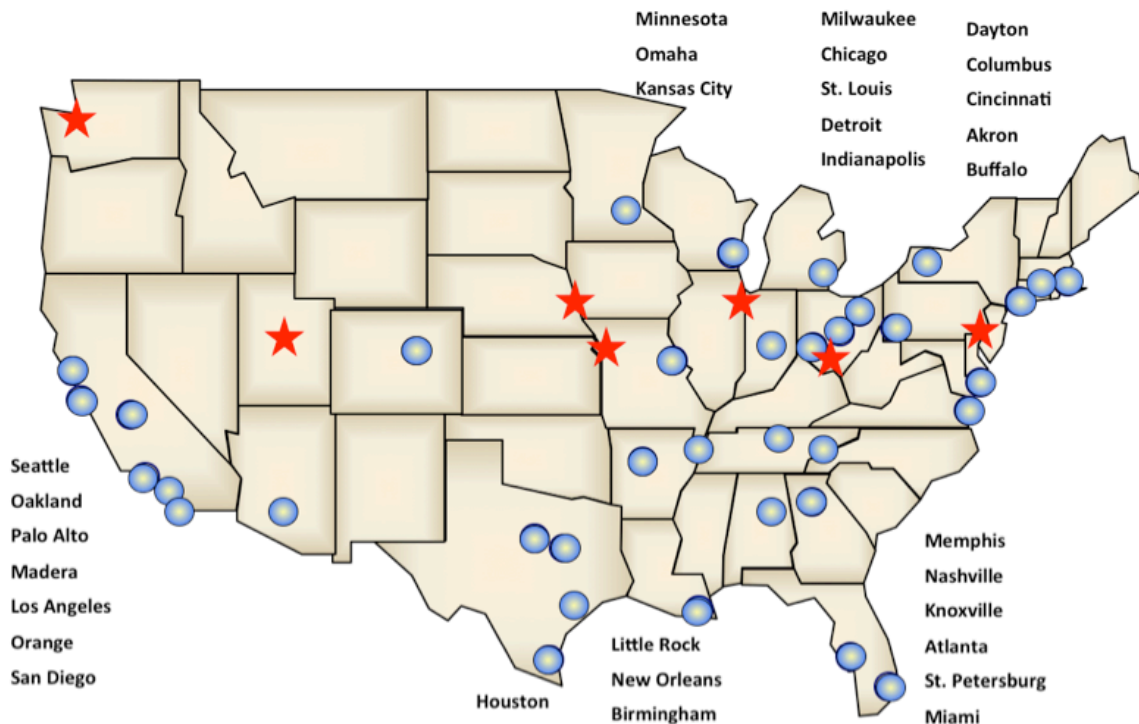 Minnesota
Omaha
Kansas City
Milwaukee
Chicago
St. Louis
Detroit
Indianapolis
Dayton
Columbus
Cincinnati
Akron
Buffalo
Seattle
Oakland
Palo Alto
Madera
Los Angeles
Orange
San Diego
Houston
Little Rock
New Orleans
Birmingham
Memphis
Nashville
Knoxville
Atlanta
St. Petersburg
Miami